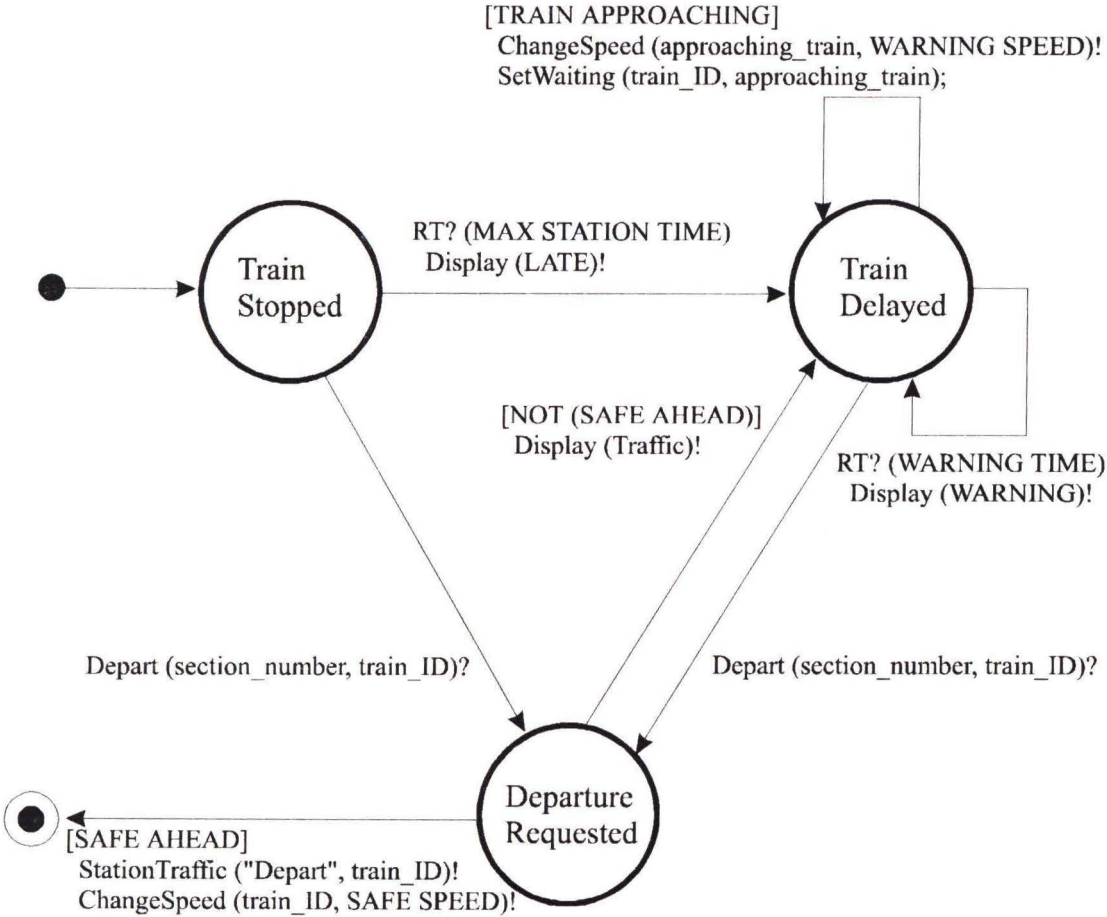 [TRAIN APPROACHING]
ChangeSpeed (approaching_train, WARNING SPEED)!
SetWaiting (train_ID, approaching_train);
RT? (MAX STATION TIME)
Display (LATE)!
Train
Stopped
Train
Delayed
[NOT (SAFE AHEAD)]
Display (Traffic)!
RT? (WARNING TIME)
Display (WARNING)!
Depart (section_number, train_ID)?
Depart (section_number, train_ID)?
Departure
Requested
[SAFE AHEAD]
StationTraffic ("Depart", train_ID)!
ChangeSpeed (train_ID, SAFE SPEED)!